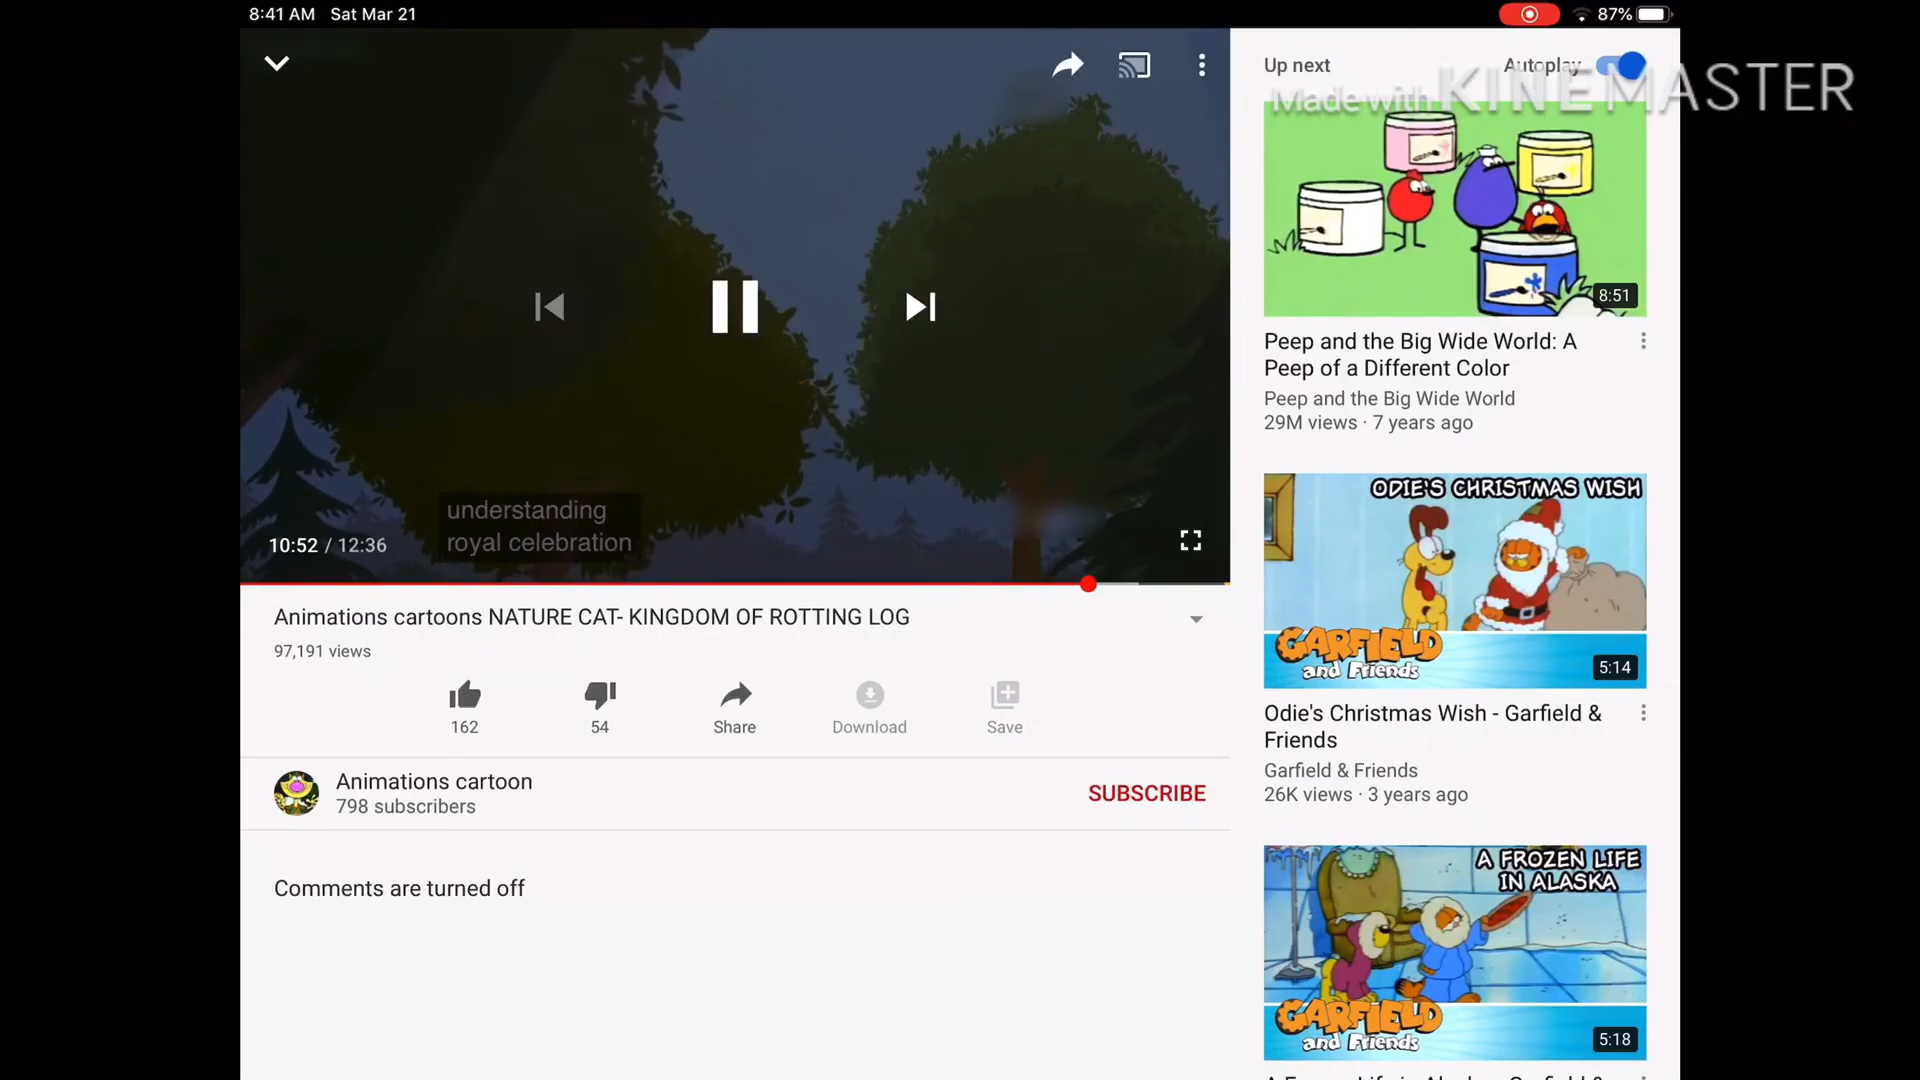 8:41 AM Sat Mar 21
87%
Up next
Autoplay
Made with KINEMASTER
understanding
royal celebration
10:52 / 12:36
8:51
Peep and the Big Wide World: A
Peep of a Different Color
Peep and the Big Wide World
29M views · 7 years ago
Animations cartoons NATURE CAT- KINGDOM OF ROTTING LOG
97,191 views
162
54
Share
Download
Save
Animations cartoon
798 subscribers
SUBSCRIBE
Comments are turned off
ODIE'S CHRISTMAS WISH
GARFIELD
and Friends
5:14
Odie's Christmas Wish - Garfield &
Friends
Garfield & Friends
26K views · 3 years ago
A FROZEN LIFE
IN ALASKA
GARFIELD
and Friends
5:18